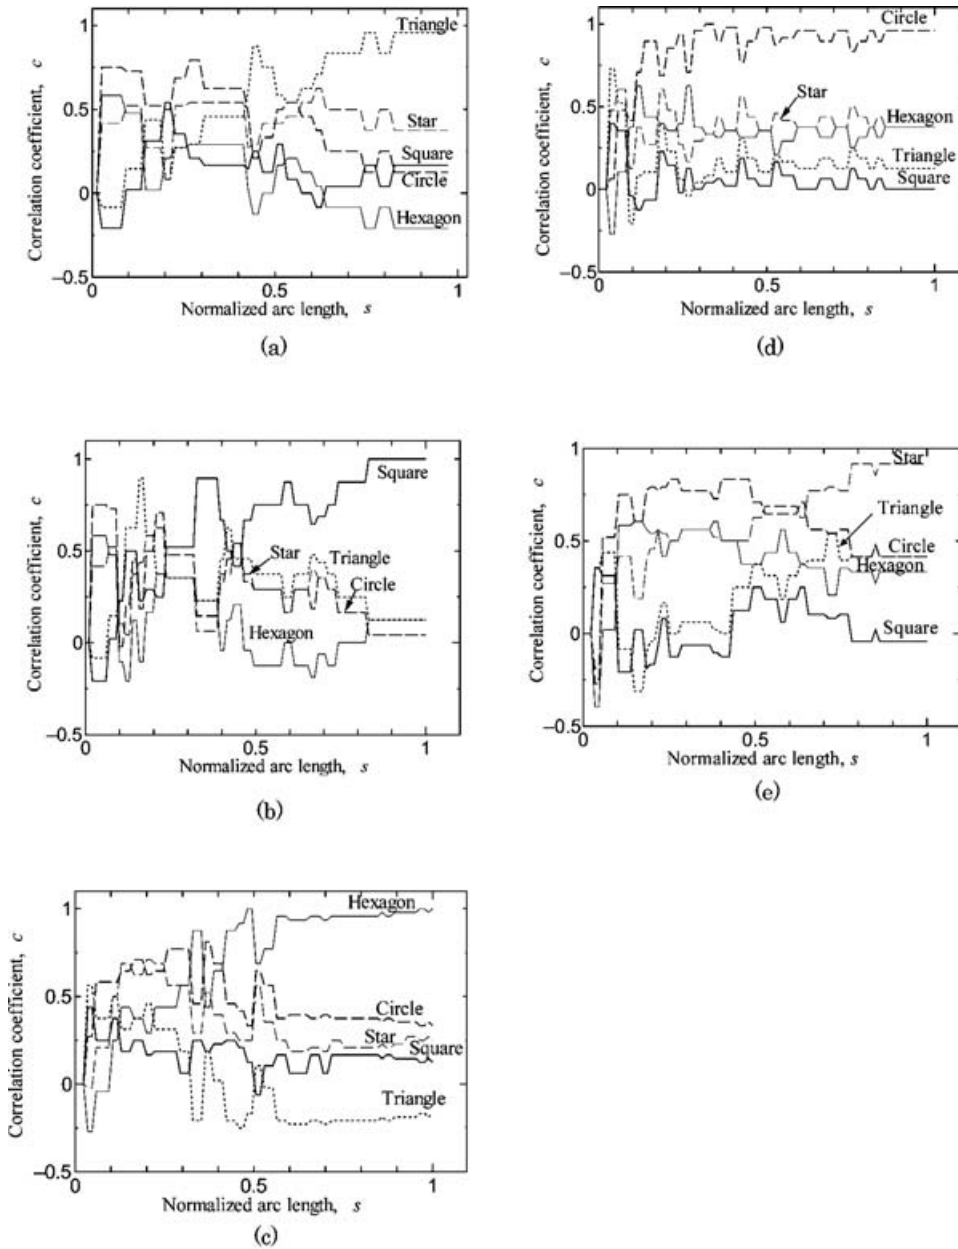 1
Triangle
0.5
Star
Square
Circle
0
Hexagon
−0.5
0
0.5
1
Correlation coefficient, c
Normalized arc length, s
(a)
1
Square
0.5
Star
Triangle
Circle
Hexagon
0
−0.5
0
0.5
1
Correlation coefficient, c
Normalized arc length, s
(b)
1
Hexagon
0.5
Circle
Star
Square
0
Triangle
−0.5
0
0.5
1
Correlation coefficient, c
Normalized arc length, s
(c)
1
Circle
Star
0.5
Hexagon
Triangle
Square
0
−0.5
0
0.5
1
Correlation coefficient, c
Normalized arc length, s
(d)
1
Star
Triangle
0.5
Circle
Hexagon
Square
0
−0.5
0
0.5
1
Correlation coefficient, c
Normalized arc length, s
(e)